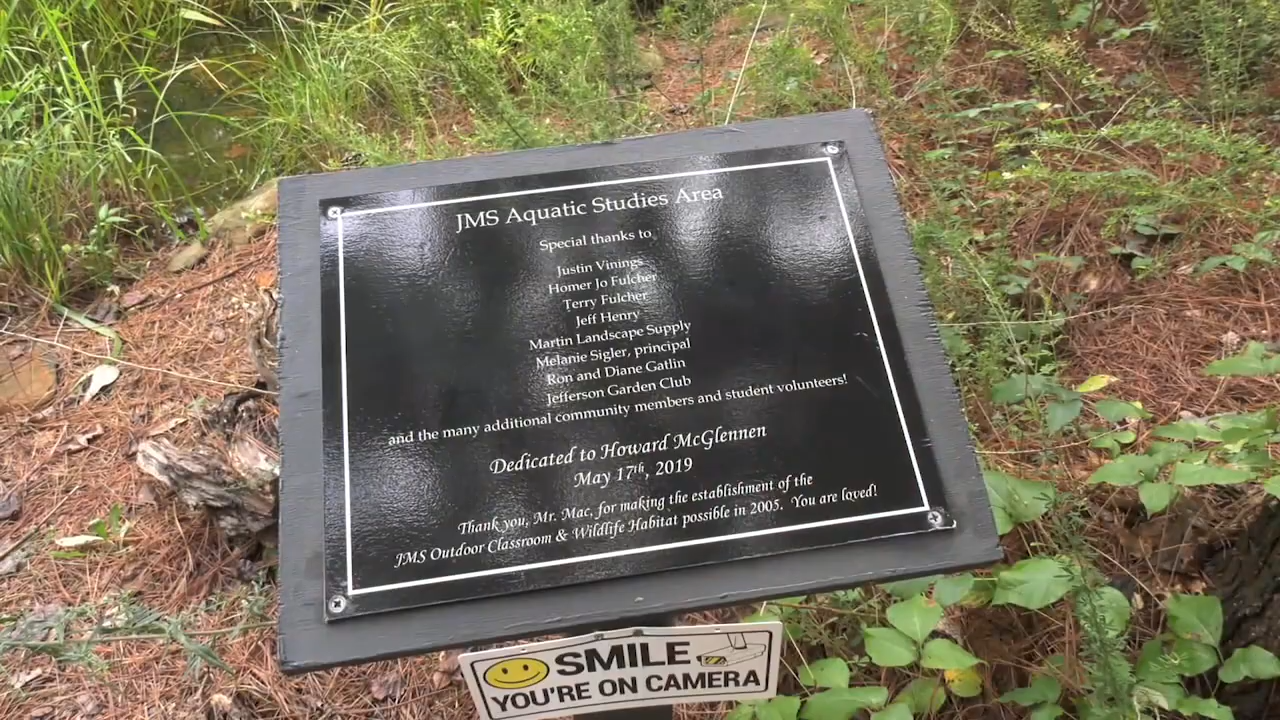 JMS Aquatic Studies Area
Special thanks to
Justin Vinings
Homer Jo Fulcher
Terry Fulcher
Jeff Henry
Martin Landscape Supply
Melanie Sigler, principal
Ron and Diane Gatlin
Jefferson Garden Club
and the many additional community members and student volunteers!
Dedicated to Howard McGlennen
May 17th, 2019
Thank you, Mr. Mac, for making the establishment of the
JMS Outdoor Classroom & Wildlife Habitat possible in 2005. You are loved!
SMILE
YOU'RE ON CAMERA